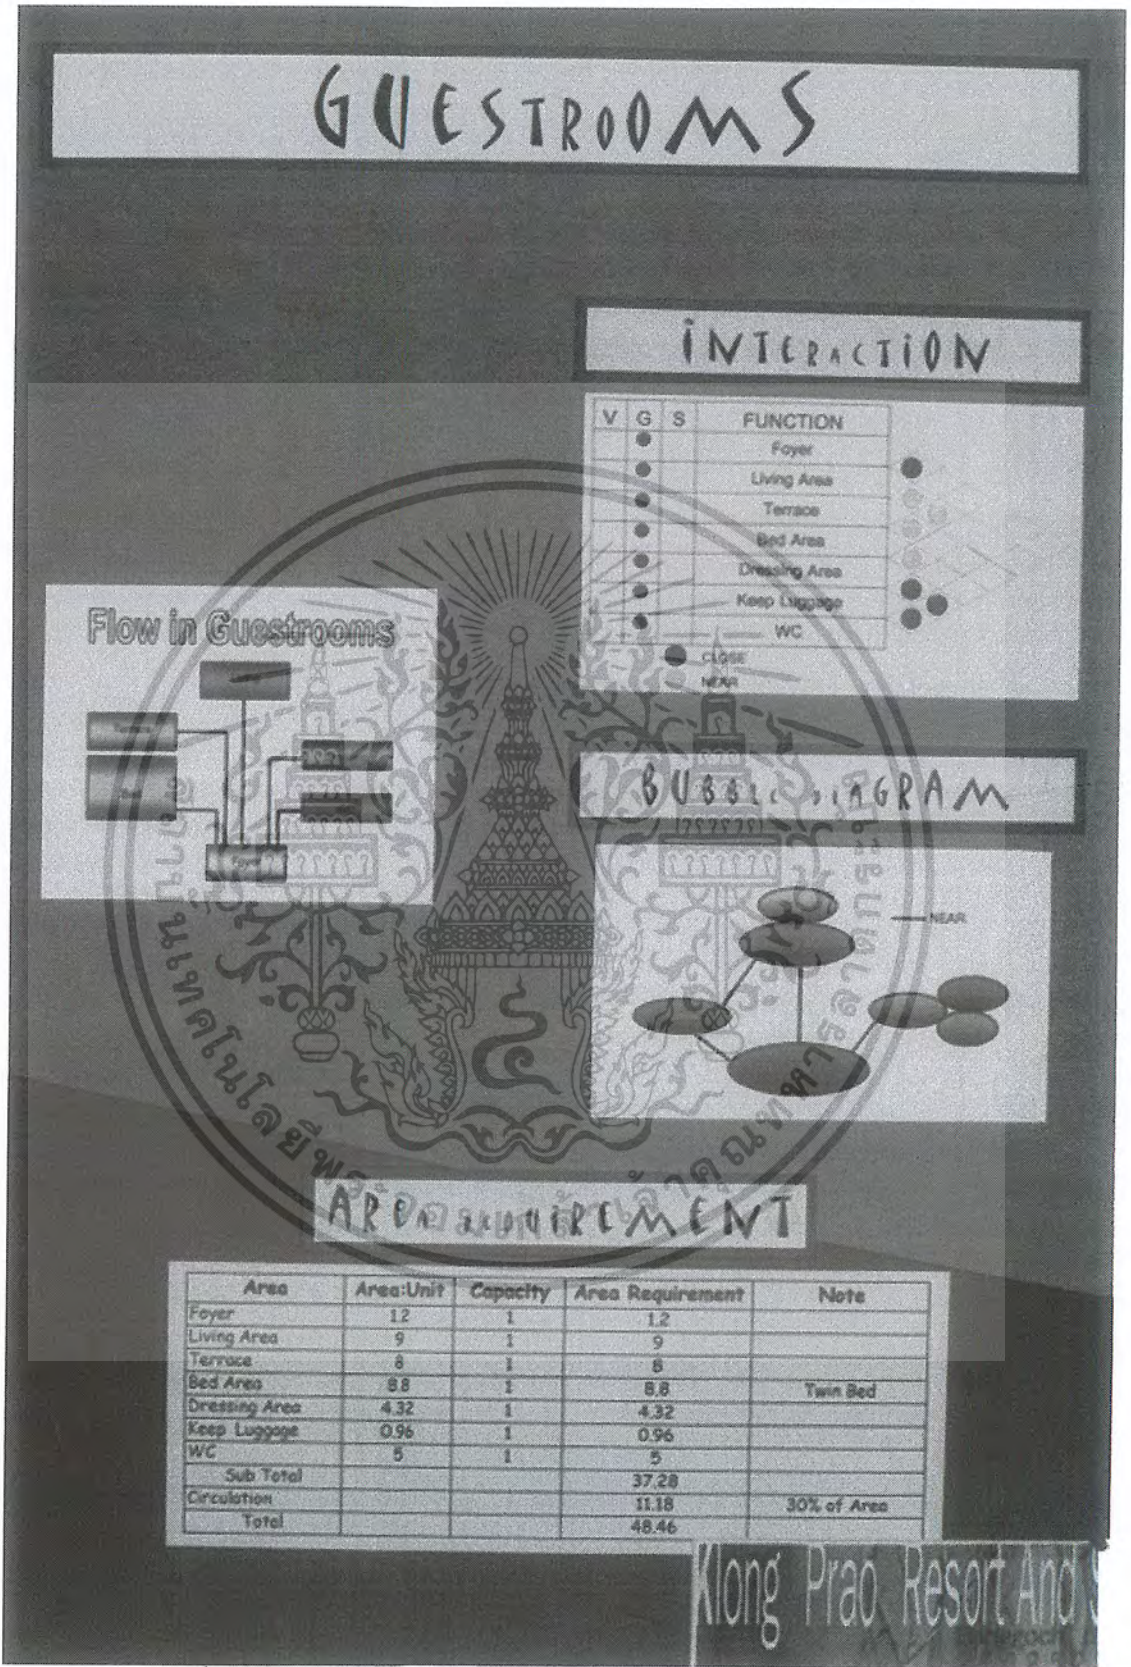 GUESTROOMS
INTERACTION
V G S FUNCTION
Foyer
Living Area
Terrace
Bed Area
Dressing Area
Keep Luggage
WC
CLOSE
NEAR
Flow in Guestrooms
Terrace
Bed
Foyer
BUBBLE DIAGRAM
NEAR
AREA REQUIREMENT
Area Area:Unit Capacity Area Requirement Note
Foyer 1.2 1 1.2
Living Area 9 1 9
Terrace 8 1 8
Bed Area 8.8 1 8.8 Twin Bed
Dressing Area 4.32 1 4.32
Keep Luggage 0.96 1 0.96
WC 5 1 5
Sub Total 37.28
Circulation 11.18 30% of Area
Total 48.46
Klong Prao Resort And